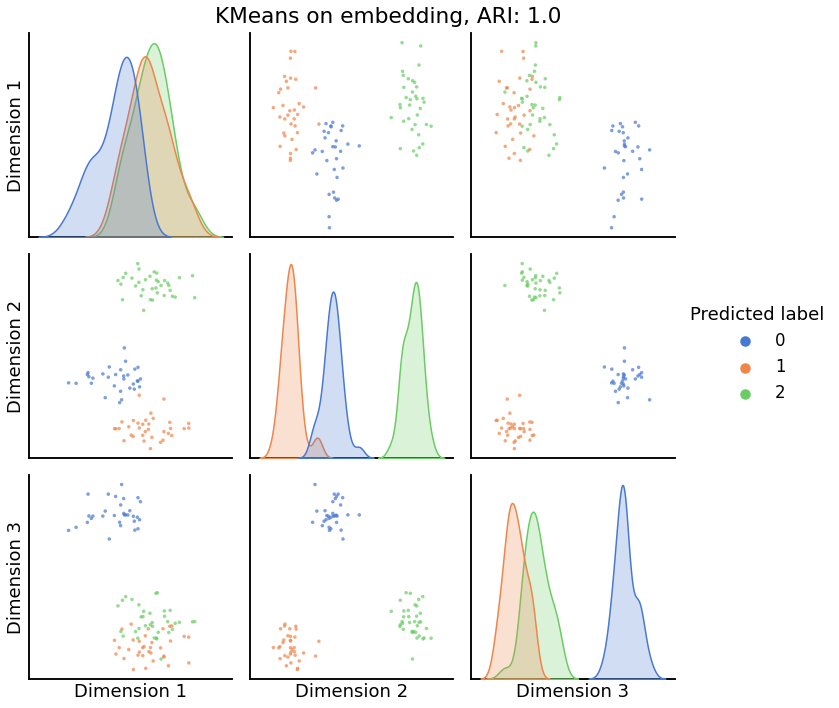 KMeans on embedding, ARI: 1.0
Dimension 1
Dimension 2
Dimension 3
Predicted label
0
1
2
Dimension 1
Dimension 2
Dimension 3